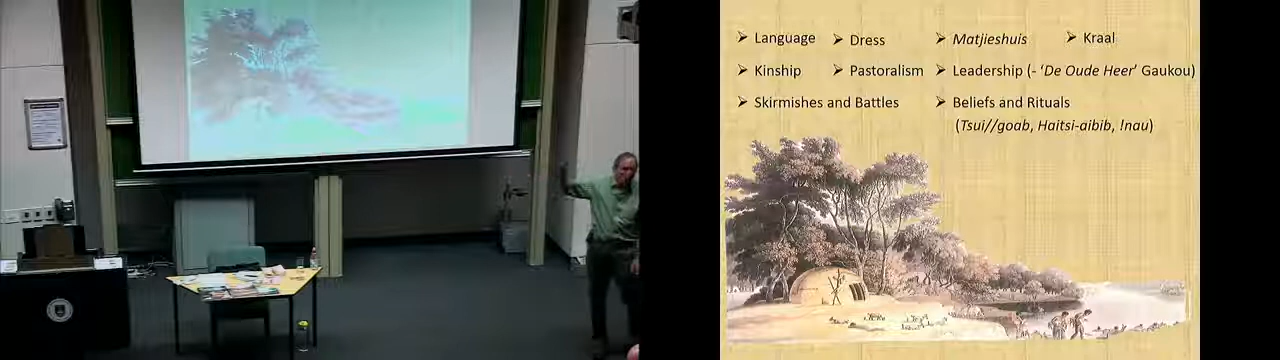 ➢ Language ➢ Dress ➢ Matjieshuis ➢ Kraal
➢ Kinship ➢ Pastoralism ➢ Leadership (- ‘De Oude Heer’ Gaukou)
➢ Skirmishes and Battles ➢ Beliefs and Rituals
(Tsui//goab, Haitsi-aibib, !nau)